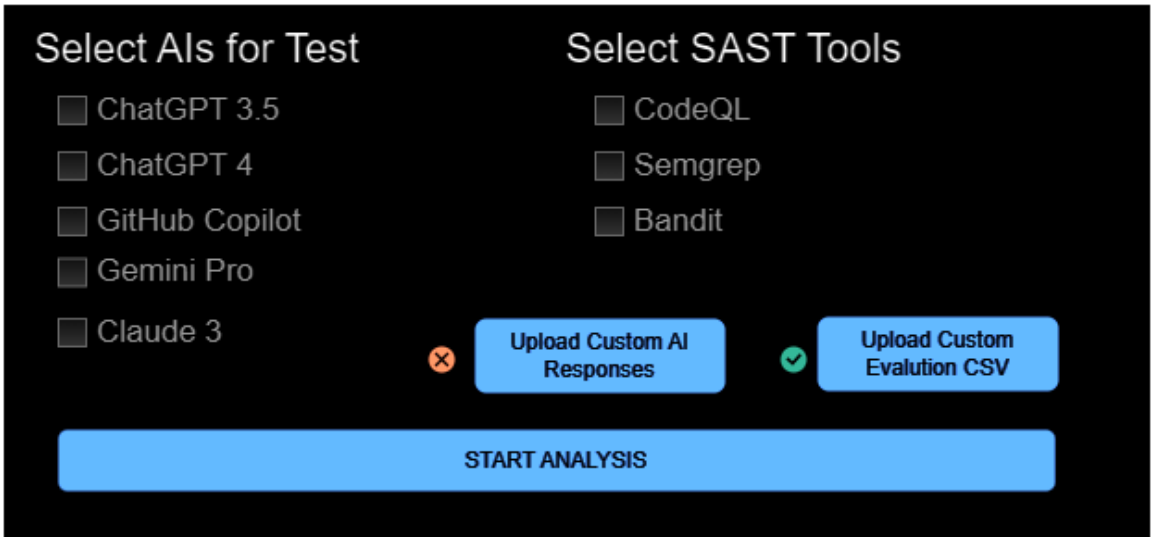 Select AIs for Test
ChatGPT 3.5
ChatGPT 4
GitHub Copilot
Gemini Pro
Claude 3
Select SAST Tools
CodeQL
Semgrep
Bandit
Upload Custom AI
Responses
Upload Custom
Evalution CSV
START ANALYSIS